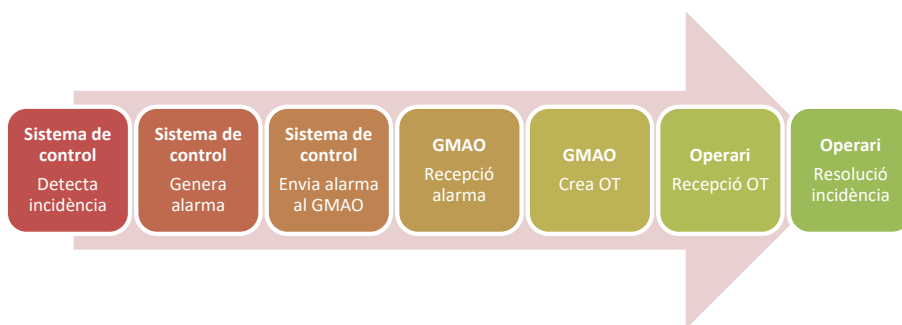 Sistema de
control
Detecta
incidència
Sistema de
control
Genera
alarma
Sistema de
control
Envia alarma
al GMAO
GMAO
Recepció
alarma
GMAO
Crea OT
Operari
Recepció OT
Operari
Resolució
incidència